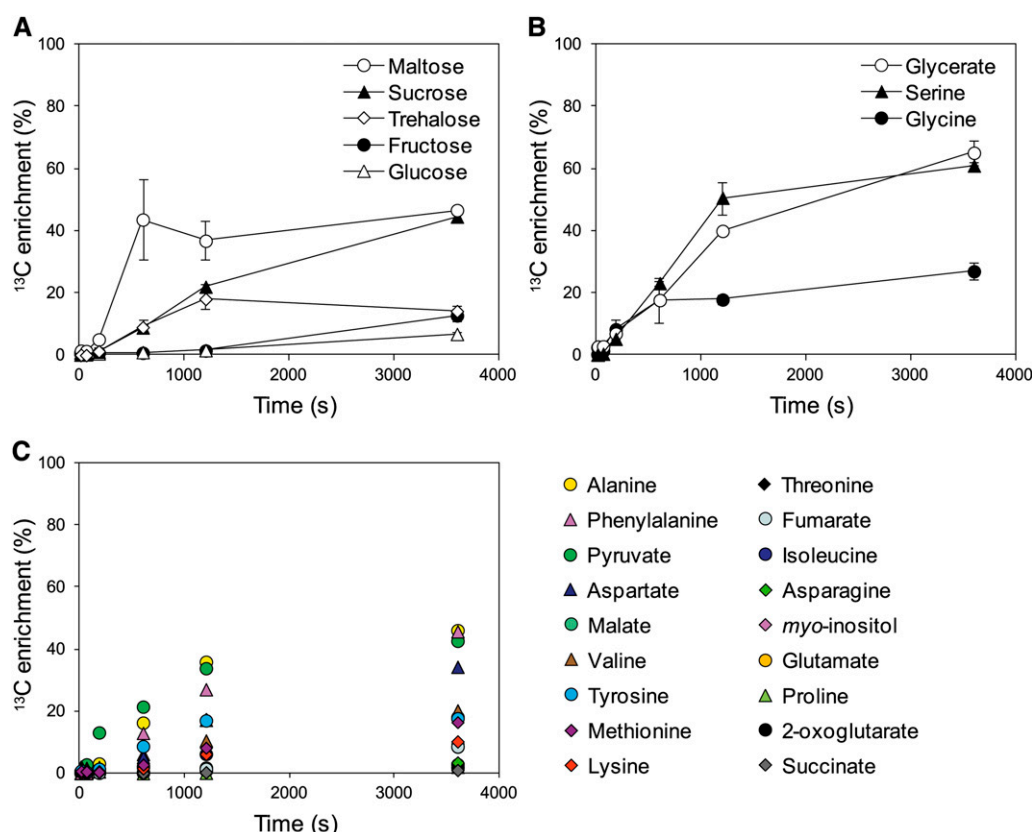 A
100
80
60
40
20
0
¹³C enrichment (%)
Maltose
Sucrose
Trehalose
Fructose
Glucose
0 1000 2000 3000 4000
Time (s)
B
100
80
60
40
20
0
¹³C enrichment (%)
Glycerate
Serine
Glycine
0 1000 2000 3000 4000
Time (s)
C
100
80
60
40
20
0
¹³C enrichment (%)
0 1000 2000 3000 4000
Time (s)
Alanine
Phenylalanine
Pyruvate
Aspartate
Malate
Valine
Tyrosine
Methionine
Lysine
Threonine
Fumarate
Isoleucine
Asparagine
myo-inositol
Glutamate
Proline
2-oxoglutarate
Succinate